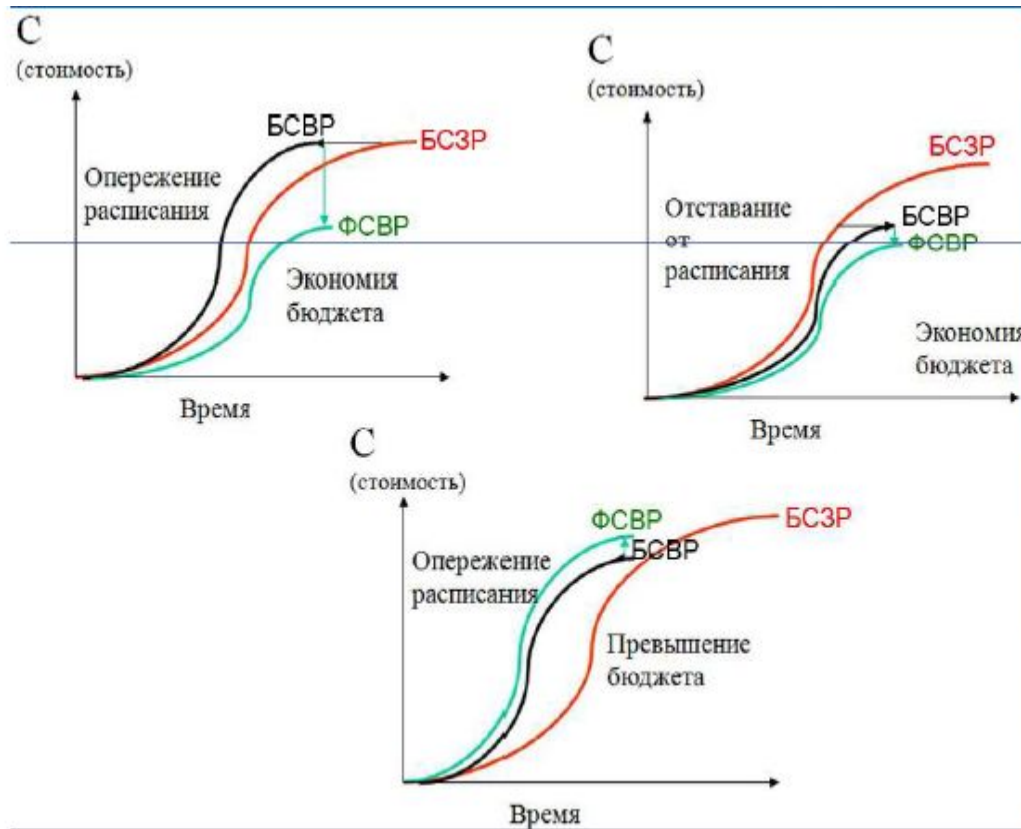 С
(стоимость)
БСВР
БСЗР
Опережение
расписания
ФСВР
Экономия
бюджета
Время
С
(стоимость)
БСЗР
Отставание
от
расписания
БСВР
ФСВР
Экономия
бюджета
Время
С
(стоимость)
ФСВР
БСЗР
БСВР
Опережение
расписания
Превышение
бюджета
Время